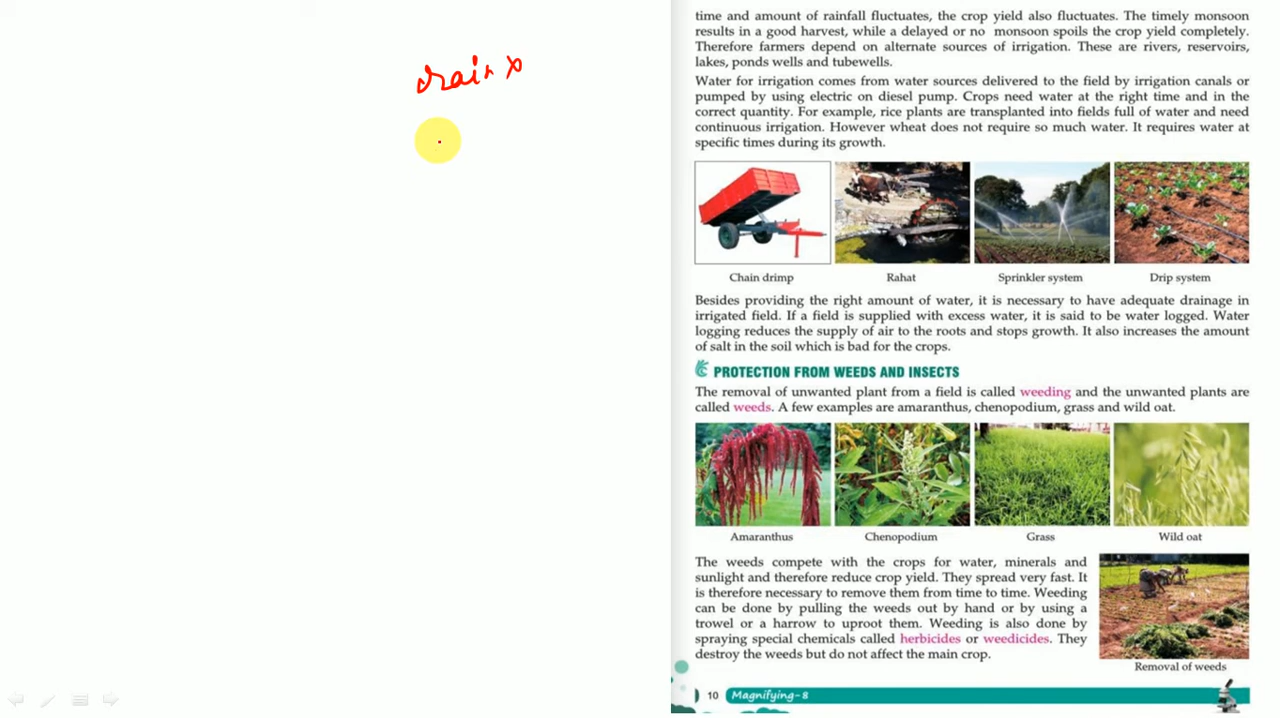 drain x
time and amount of rainfall fluctuates, the crop yield also fluctuates. The timely monsoon
results in a good harvest, while a delayed or no monsoon spoils the crop yield completely.
Therefore farmers depend on alternate sources of irrigation. These are rivers, reservoirs,
lakes, ponds wells and tubewells.
Water for irrigation comes from water sources delivered to the field by irrigation canals or
pumped by using electric on diesel pump. Crops need water at the right time and in the
correct quantity. For example, rice plants are transplanted into fields full of water and need
continuous irrigation. However wheat does not require so much water. It requires water at
specific times during its growth.
Chain drimp
Rahat
Sprinkler system
Drip system
Besides providing the right amount of water, it is necessary to have adequate drainage in
irrigated field. If a field is supplied with excess water, it is said to be water logged. Water
logging reduces the supply of air to the roots and stops growth. It also increases the amount
of salt in the soil which is bad for the crops.
PROTECTION FROM WEEDS AND INSECTS
The removal of unwanted plant from a field is called weeding and the unwanted plants are
called weeds. A few examples are amaranthus, chenopodium, grass and wild oat.
Amaranthus
Chenopodium
Grass
Wild oat
The weeds compete with the crops for water, minerals and
sunlight and therefore reduce crop yield. They spread very fast. It
is therefore necessary to remove them from time to time. Weeding
can be done by pulling the weeds out by hand or by using a
trowel or a harrow to uproot them. Weeding is also done by
spraying special chemicals called herbicides or weedicides. They
destroy the weeds but do not affect the main crop.
Removal of weeds
10 Magnifying-8